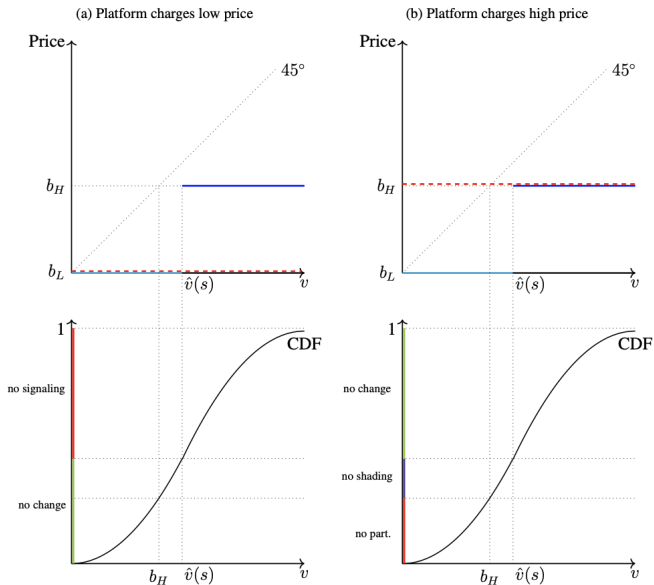 (a) Platform charges low price
Price
45°
b_H
b_L
v̂(s)
v
1
CDF
no signaling
no change
b_H
v̂(s)
v
(b) Platform charges high price
Price
45°
b_H
b_L
v̂(s)
v
1
CDF
no change
no shading
no part.
b_H
v̂(s)
v